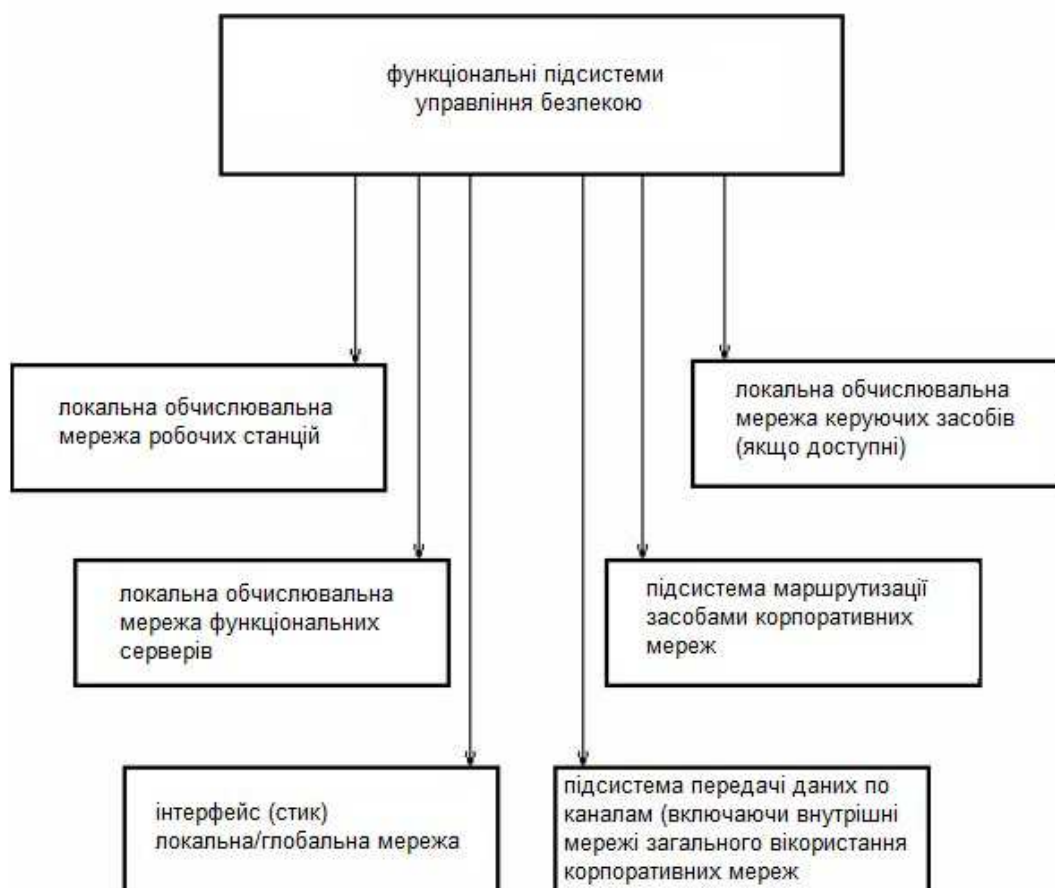 функціональні підсистеми
управління безпекою
локальна обчислювальна
мережа робочих станцій
локальна обчислювальна
мережа керуючих засобів
(якщо доступні)
локальна обчислювальна
мережа функціональних
серверів
підсистема маршрутизації
засобами корпоративних
мереж
інтерфейс (стик)
локальна/глобальна мережа
підсистема передачі даних по
каналам (включаючи внутрішні
мережі загального вікористання
корпоративних мереж